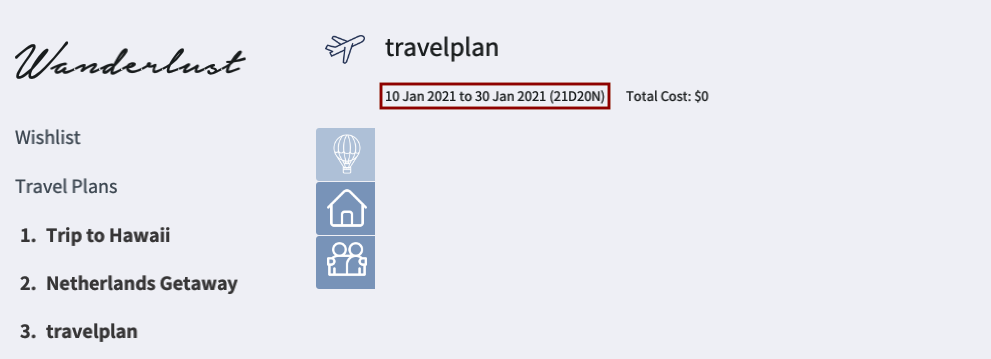 Wanderlust
travelplan
10 Jan 2021 to 30 Jan 2021 (21D20N) Total Cost: $0
Wishlist
Travel Plans
1. Trip to Hawaii
2. Netherlands Getaway
3. travelplan